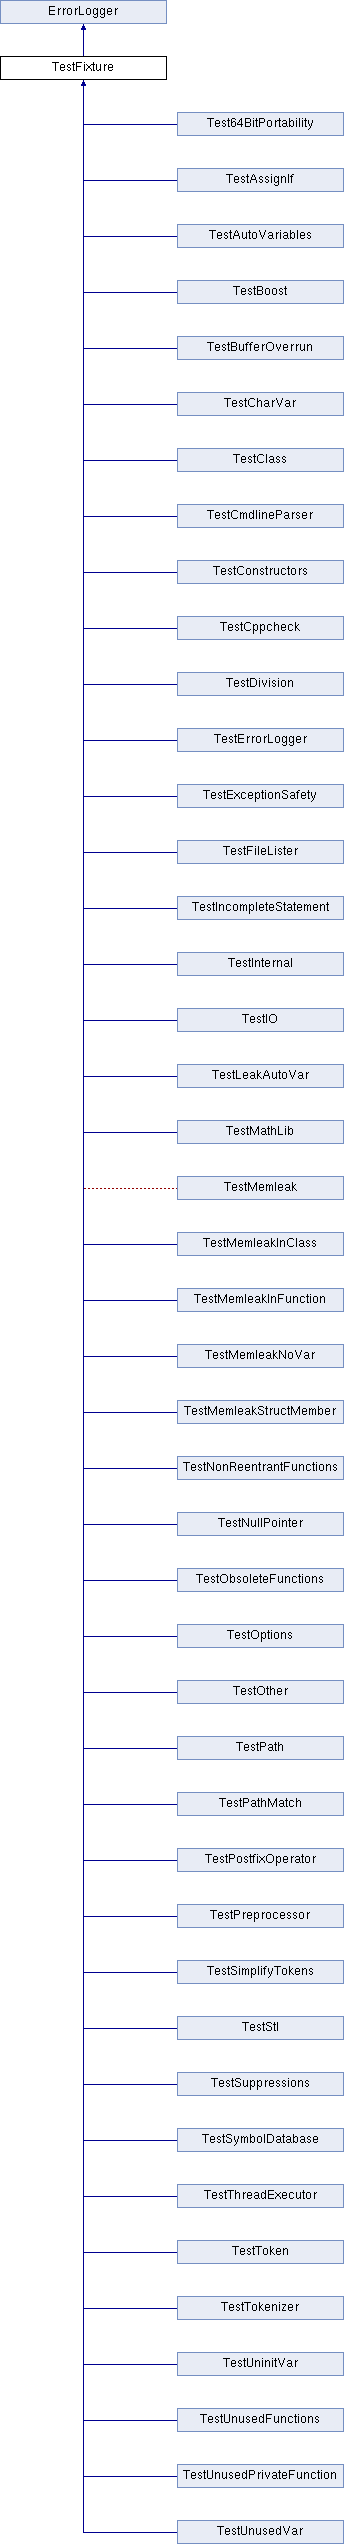 ErrorLogger
TestFixture
Test64BitPortability
TestAssignIf
TestAutoVariables
TestBoost
TestBufferOverrun
TestCharVar
TestClass
TestCmdlineParser
TestConstructors
TestCppcheck
TestDivision
TestErrorLogger
TestExceptionSafety
TestFileLister
TestIncompleteStatement
TestInternal
TestIO
TestLeakAutoVar
TestMathLib
TestMemleak
TestMemleakInClass
TestMemleakInFunction
TestMemleakNoVar
TestMemleakStructMember
TestNonReentrantFunctions
TestNullPointer
TestObsoleteFunctions
TestOptions
TestOther
TestPath
TestPathMatch
TestPostfixOperator
TestPreprocessor
TestSimplifyTokens
TestStl
TestSuppressions
TestSymbolDatabase
TestThreadExecutor
TestToken
TestTokenizer
TestUninitVar
TestUnusedFunctions
TestUnusedPrivateFunction
TestUnusedVar